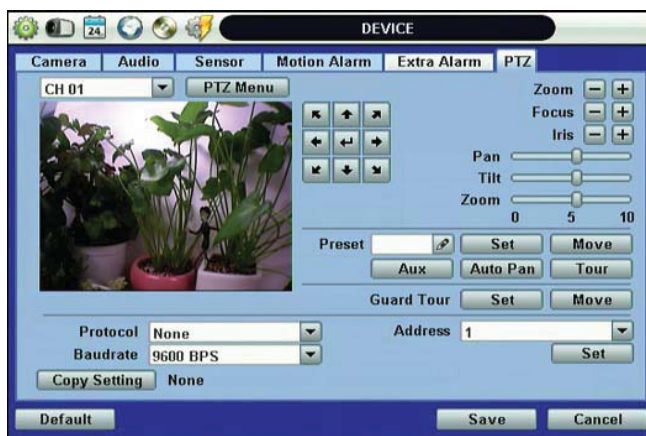 24
DEVICE
Camera Audio Sensor Motion Alarm Extra Alarm PTZ
CH 01 PTZ Menu
Zoom − +
Focus − +
Iris − +
Pan
Tilt
Zoom
0 5 10
Preset Set Move
Aux Auto Pan Tour
Guard Tour Set Move
Protocol None Address 1
Baudrate 9600 BPS Set
Copy Setting None
Default Save Cancel